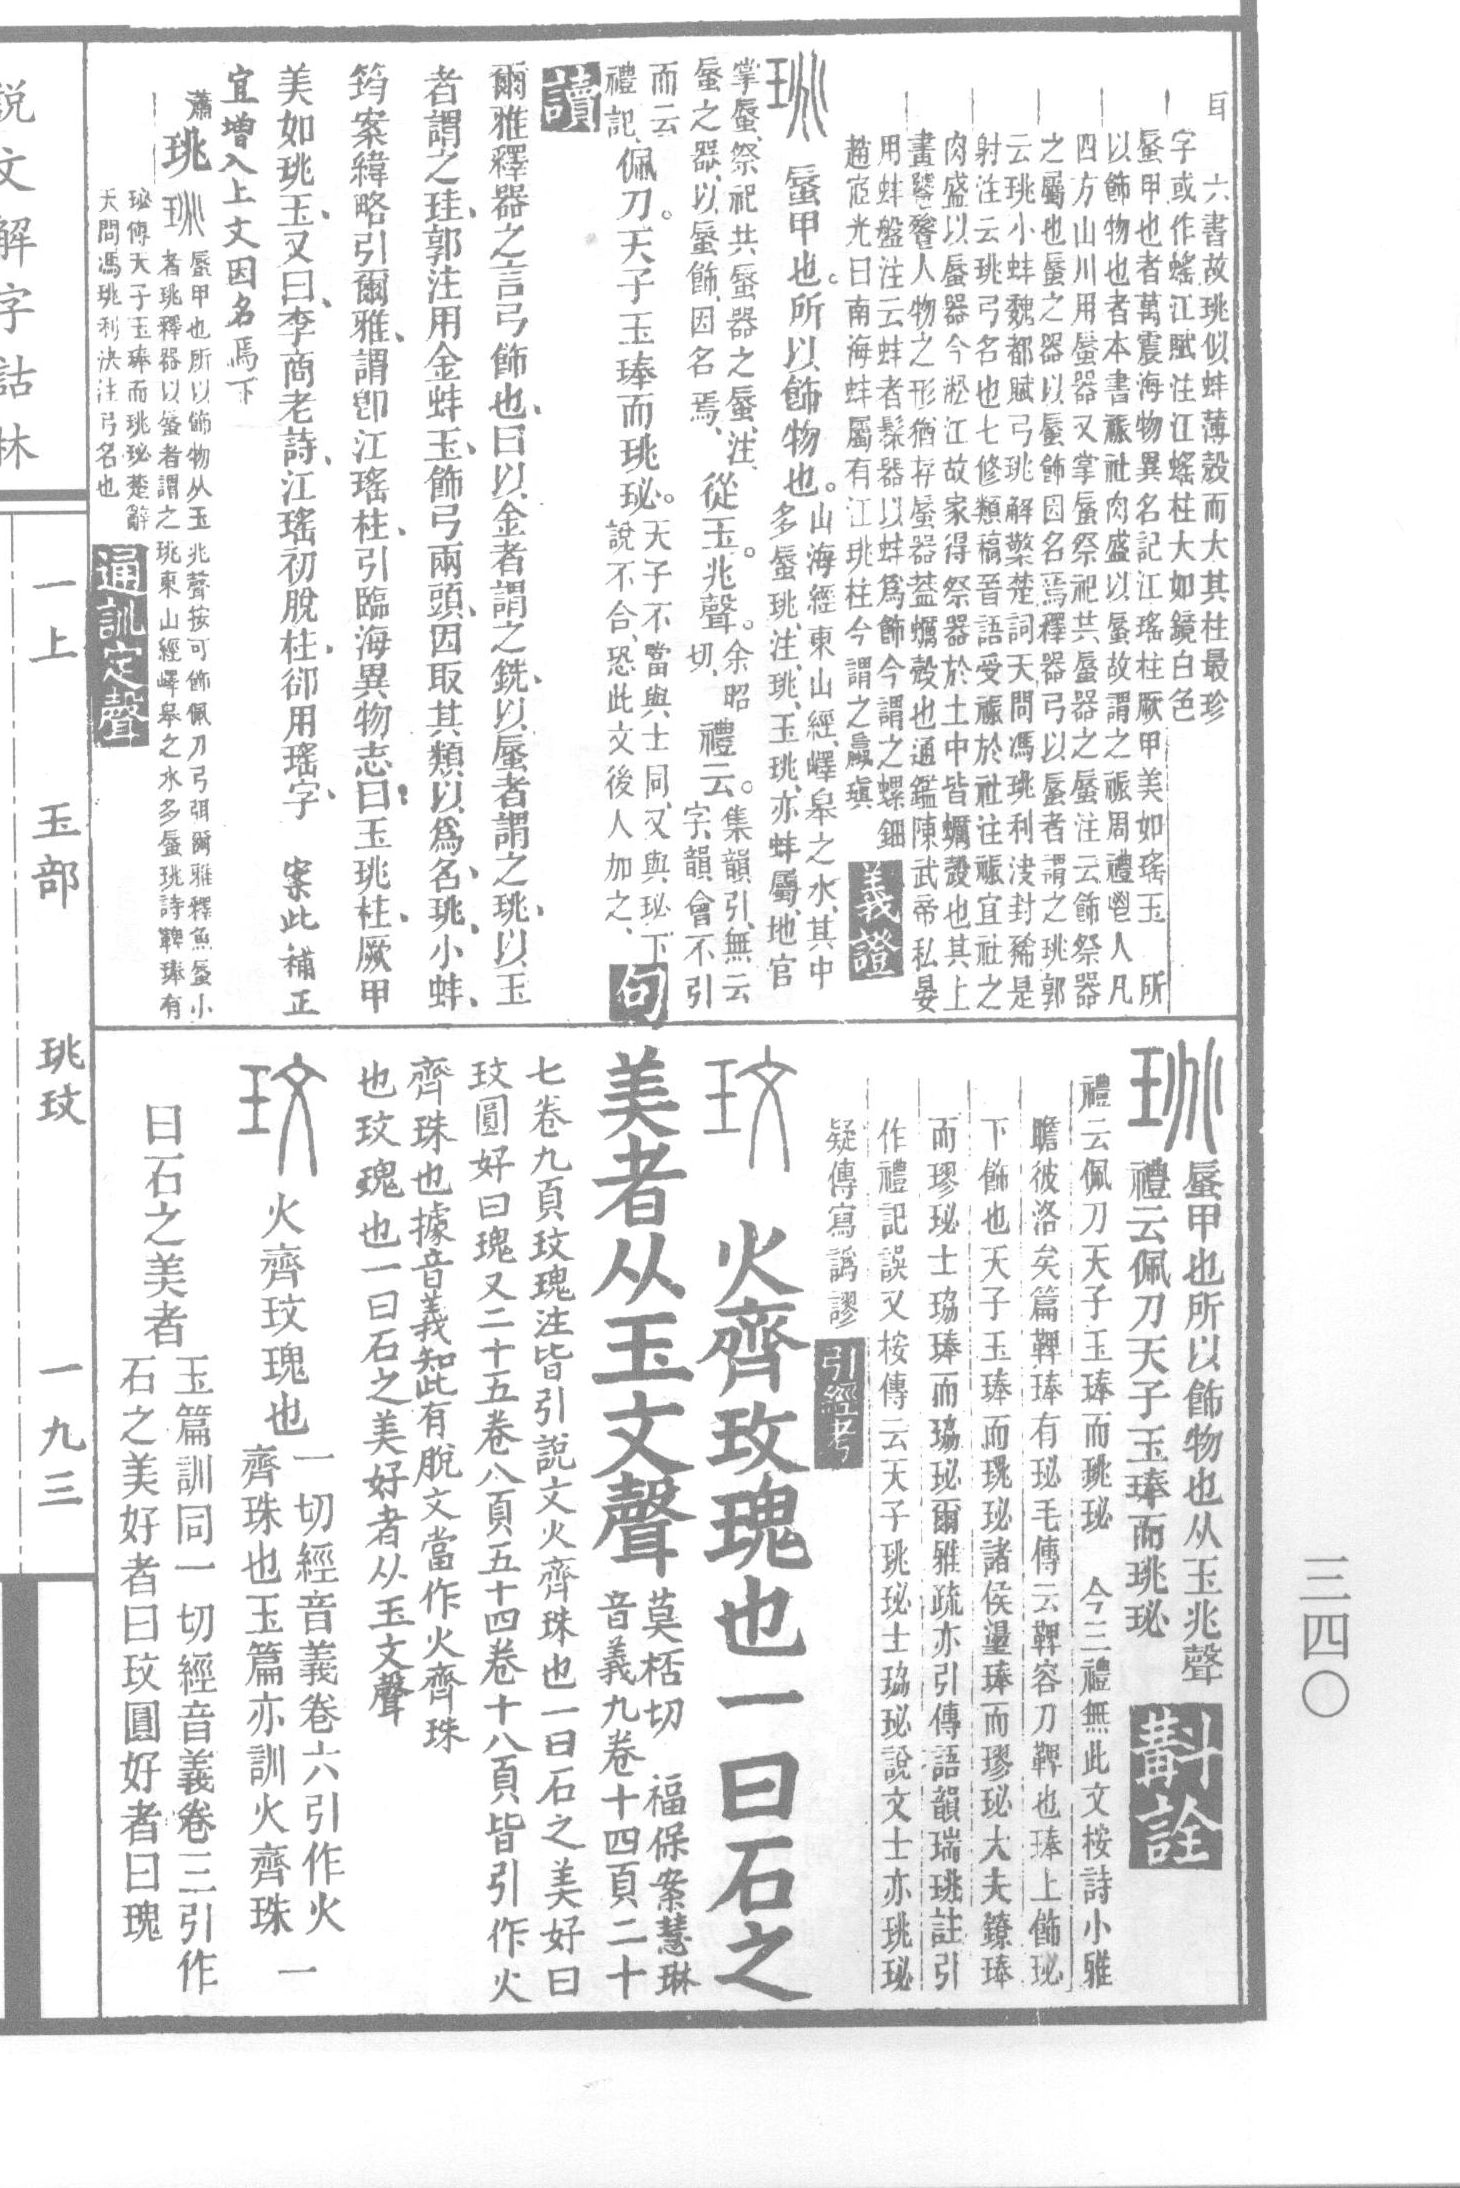 耳
六書故珧似蚌薄殼而大其柱最珍
字或作蟯江賦注江蟯柱大如鏡白色
蜃甲也者萬震海物異名記江瑤柱厥甲美如瑤玉　所
以飾物也者本書祳社肉盛以蜃故謂之祳周禮鬯人凡
四方山川用蜃器又掌蜃祭祀共蜃器之蜃注云飾祭器
之屬也蜃之器以蜃飾因名焉釋器弓以蜃者謂之珧郭
云珧小蚌魏都賦弓珧解檠楚詞天問馮珧利決封豨是
射注云珧弓名也七修類稿晉語受祳於社注祳宜社之
肉盛以蜃器今淞江故家得祭器於土中皆蠣殼也其上
畫鬘鬟人物之形猶存蜃器蓋蠣殼也通鑑陳武帝私宴
用蚌盤注云蚌者髹器以蚌爲飾今謂之螺鈿
趙宧光曰南海蚌屬有江珧柱今謂之
義證
珧
蜃甲也。所以飾物也。山海經東山經、嶧皋之水、其中
多蜃珧、注、珧、玉珧、亦蚌屬、地官
掌蜃、祭祀共蜃器之蜃、注、
蜃之器、以蜃飾、因名焉、從玉。兆聲。余昭切、禮云。集韻引、無云
字、韻會不引
而云
禮記、佩刀。天子玉琫而珧珌。天子不當與士同、又與珌下
說不合、恐此文後人加之、
句
讀
爾雅釋器之言弓飾也、曰以金者謂之銑、以蜃者謂之珧、以玉
者謂之珪、郭注用金蚌玉、飾弓兩頭、因取其類以爲名、珧、小蚌、
筠案緯略引爾雅、謂卽江瑤柱、引臨海異物志曰、玉珧柱、厥甲
美如珧玉、又曰、李商老詩、江瑤初脫柱、卻用瑤字、　案此補正
宜增入上文因名焉下
蕭
珧
蜃甲也所以飾物从玉兆聲按可飾佩刀弓弭爾雅釋魚蜃小
者珧釋器以蜃者謂之珧東山經嶧皋之水多蜃珧詩鞞琫有
珌傳天子玉琫而珧珌楚辭
天問馮珧利決注弓名也
通訓定聲
珧
蜃甲也所以飾物也从玉兆聲
禮云佩刀天子玉琫而珧珌
斠詮
禮云佩刀天子玉琫而珧珌　今三禮無此文桉詩小雅
瞻彼洛矣篇鞞琫有珌毛傳云鞞容刀鞞也琫上飾珌
下飾也天子玉琫而珧珌諸侯璗琫而璆珌大夫鐐琫
而璆珌士珕琫而珕珌爾雅疏亦引傳語韻瑞珧註引
作禮記誤又桉傳云天子珧珌士珕珌說文士亦珧珌
疑傳寫譌謬
引經考
玟
火齊玫瑰也一曰石之
美者从玉文聲
莫桮切　福保案慧琳
音義九卷十四頁二十
七卷九頁玟瑰注皆引說文火齊珠也一曰石之美好曰
玟圓好曰瑰又二十五卷八頁五十四卷十八頁皆引作火
齊珠也據音義知此有脫文當作火齊珠
也玟瑰也一曰石之美好者从玉文聲
玟
火齊玟瑰也　一切經音義卷六引作火
齊珠也玉篇亦訓火齊珠　一
曰石之美者　玉篇訓同一切經音義卷三引作
石之美好者曰玟圓好者曰瑰
說文解字詁林
一上
玉部
珧玟
一九三
三四〇